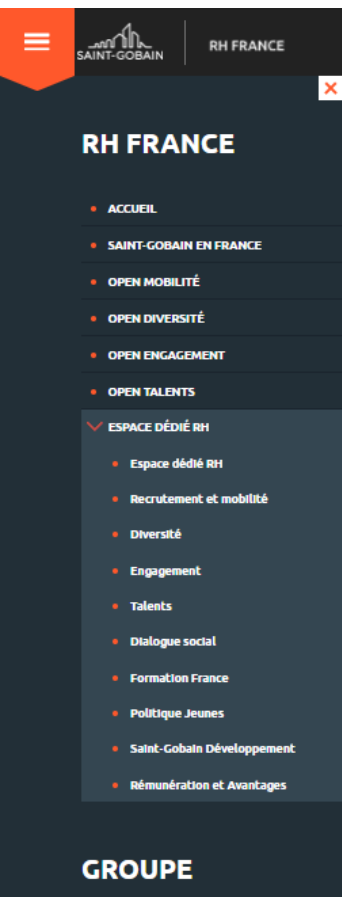 SAINT-GOBAIN
RH FRANCE
RH FRANCE
ACCUEIL
SAINT-GOBAIN EN FRANCE
OPEN MOBILITÉ
OPEN DIVERSITÉ
OPEN ENGAGEMENT
OPEN TALENTS
ESPACE DÉDIÉ RH
Espace dédié RH
Recrutement et mobilité
Diversité
Engagement
Talents
Dialogue social
Formation France
Politique Jeunes
Saint-Gobain Développement
Rémunération et Avantages
GROUPE